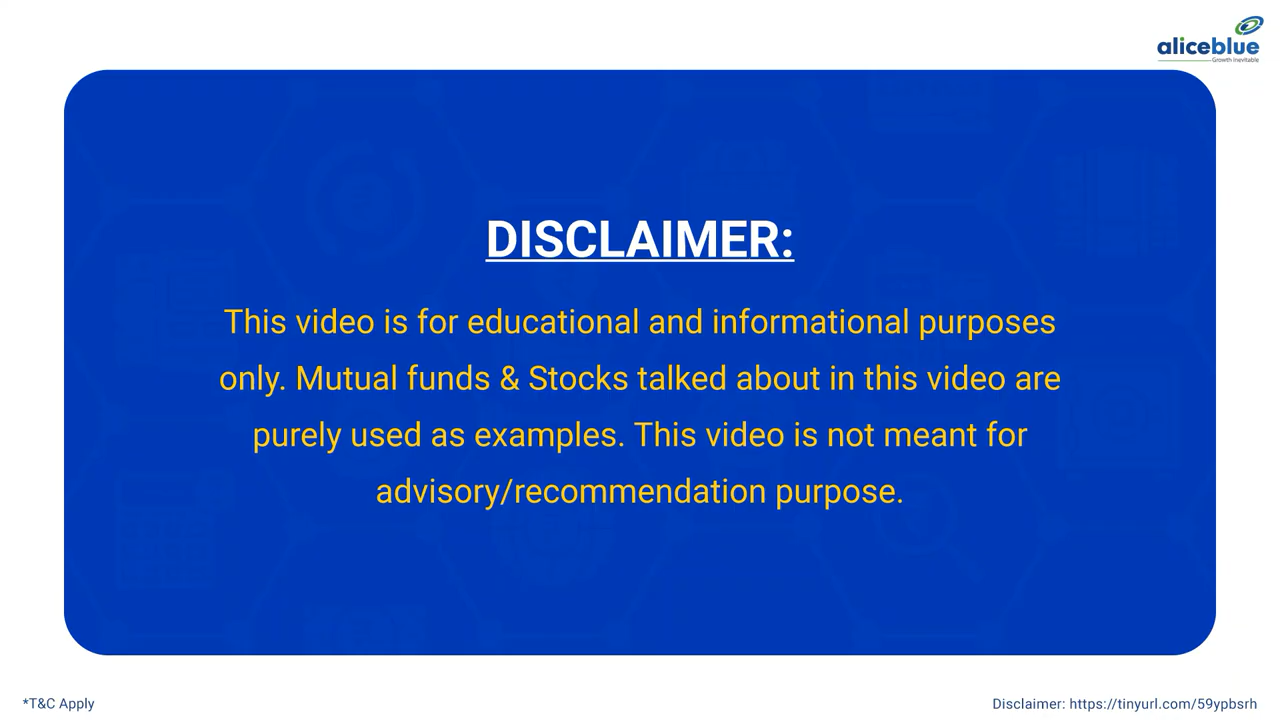 aliceblue
Growth Inevitable
DISCLAIMER:
This video is for educational and informational purposes
only. Mutual funds & Stocks talked about in this video are
purely used as examples. This video is not meant for
advisory/recommendation purpose.
*T&C Apply
Disclaimer: https://tinyurl.com/59ypbsrh